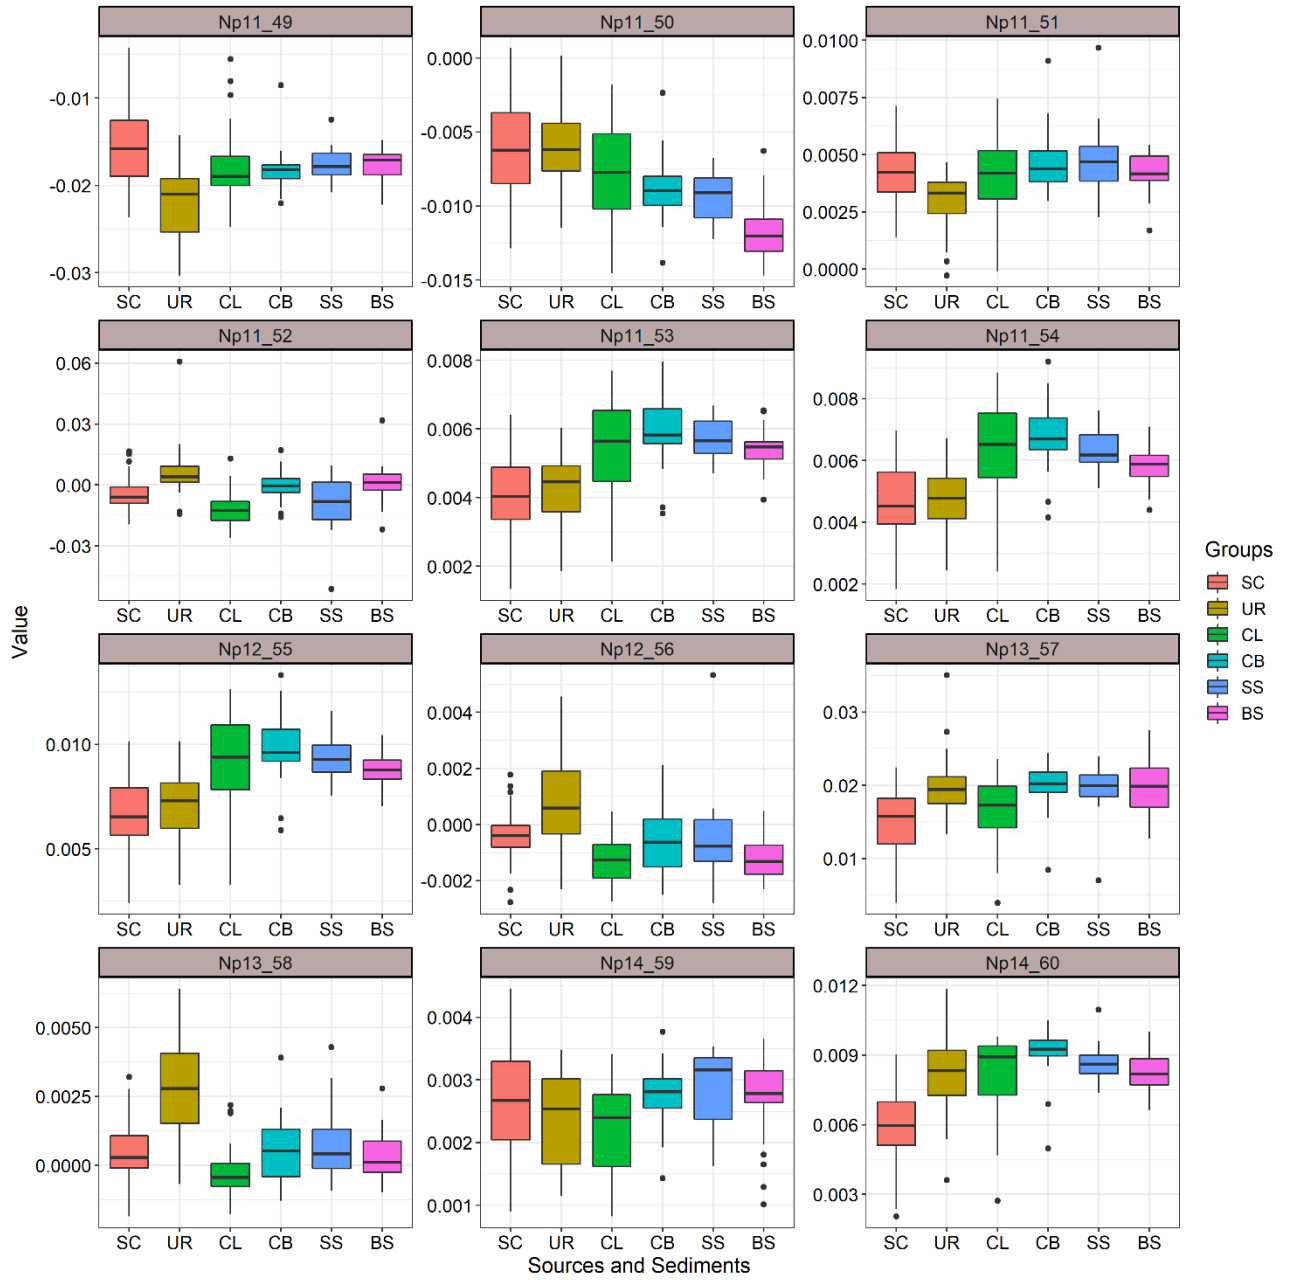 Np11_49 Np11_50 Np11_51
-0.01
-0.02
-0.03
0.000
-0.005
-0.010
-0.015
0.0100
0.0075
0.0050
0.0025
0.0000
SC UR CL CB SS BS SC UR CL CB SS BS SC UR CL CB SS BS
Np11_52 Np11_53 Np11_54
0.06
0.03
0.00
-0.03
0.008
0.006
0.004
0.002
0.008
0.006
0.004
0.002
SC UR CL CB SS BS SC UR CL CB SS BS SC UR CL CB SS BS
Np12_55 Np12_56 Np13_57
0.010
0.005
0.004
0.002
0.000
-0.002
0.03
0.02
0.01
SC UR CL CB SS BS SC UR CL CB SS BS SC UR CL CB SS BS
Np13_58 Np14_59 Np14_60
0.0050
0.0025
0.0000
0.004
0.003
0.002
0.001
0.012
0.009
0.006
0.003
SC UR CL CB SS BS SC UR CL CB SS BS SC UR CL CB SS BS
Value
Sources and Sediments
Groups
SC
UR
CL
CB
SS
BS